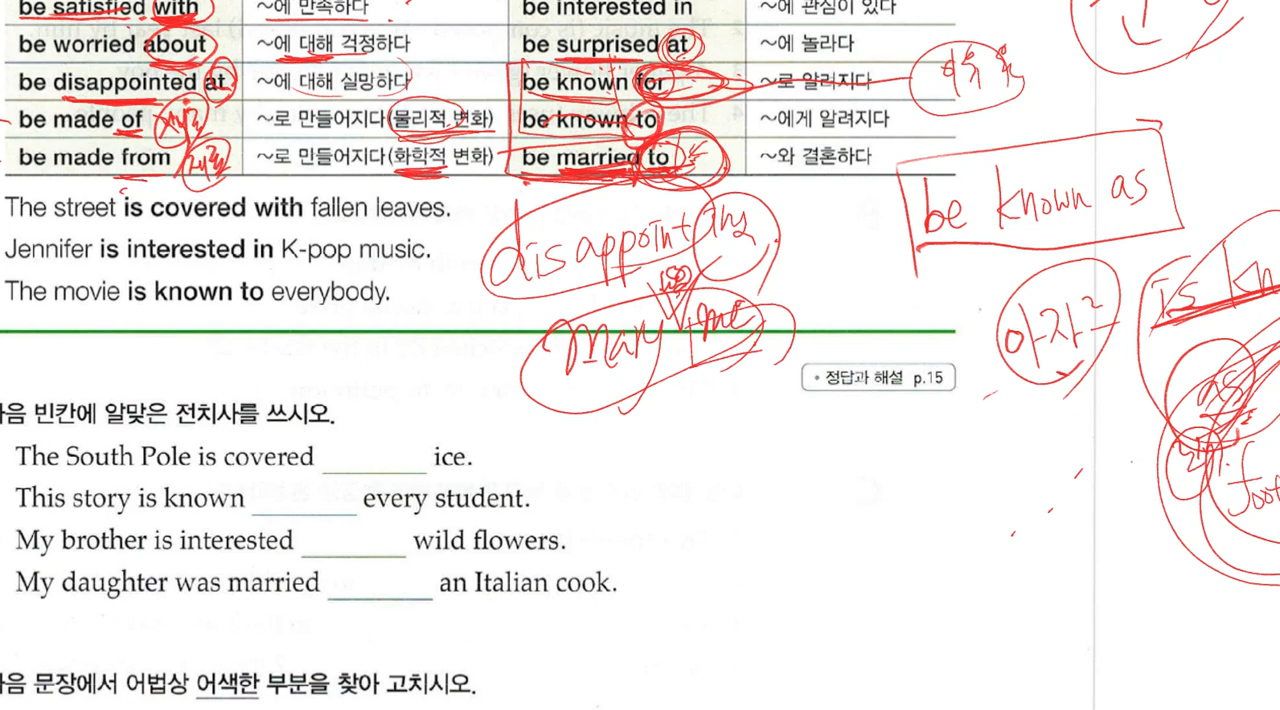 be satisfied with ~에 만족하다 be interested in ~에 관심이 있다
be worried about ~에 대해 걱정하다 be surprised at ~에 놀라다
be disappointed at ~에 대해 실망하다 be known for ~로 알려지다
be made of ~로 만들어지다(물리적 변화) be known to ~에게 알려지다
be made from 재료 ~로 만들어지다(화학적 변화) be married to ~와 결혼하다
be known as
disappointing
The street is covered with fallen leaves.
Jennifer is interested in K-pop music.
The movie is known to everybody.
is kn
as
• 정답과 해설 p.15
음 빈칸에 알맞은 전치사를 쓰시오.
The South Pole is covered ________ ice.
This story is known ________ every student.
My brother is interested ________ wild flowers.
My daughter was married ________ an Italian cook.
음 문장에서 어법상 어색한 부분을 찾아 고치시오.